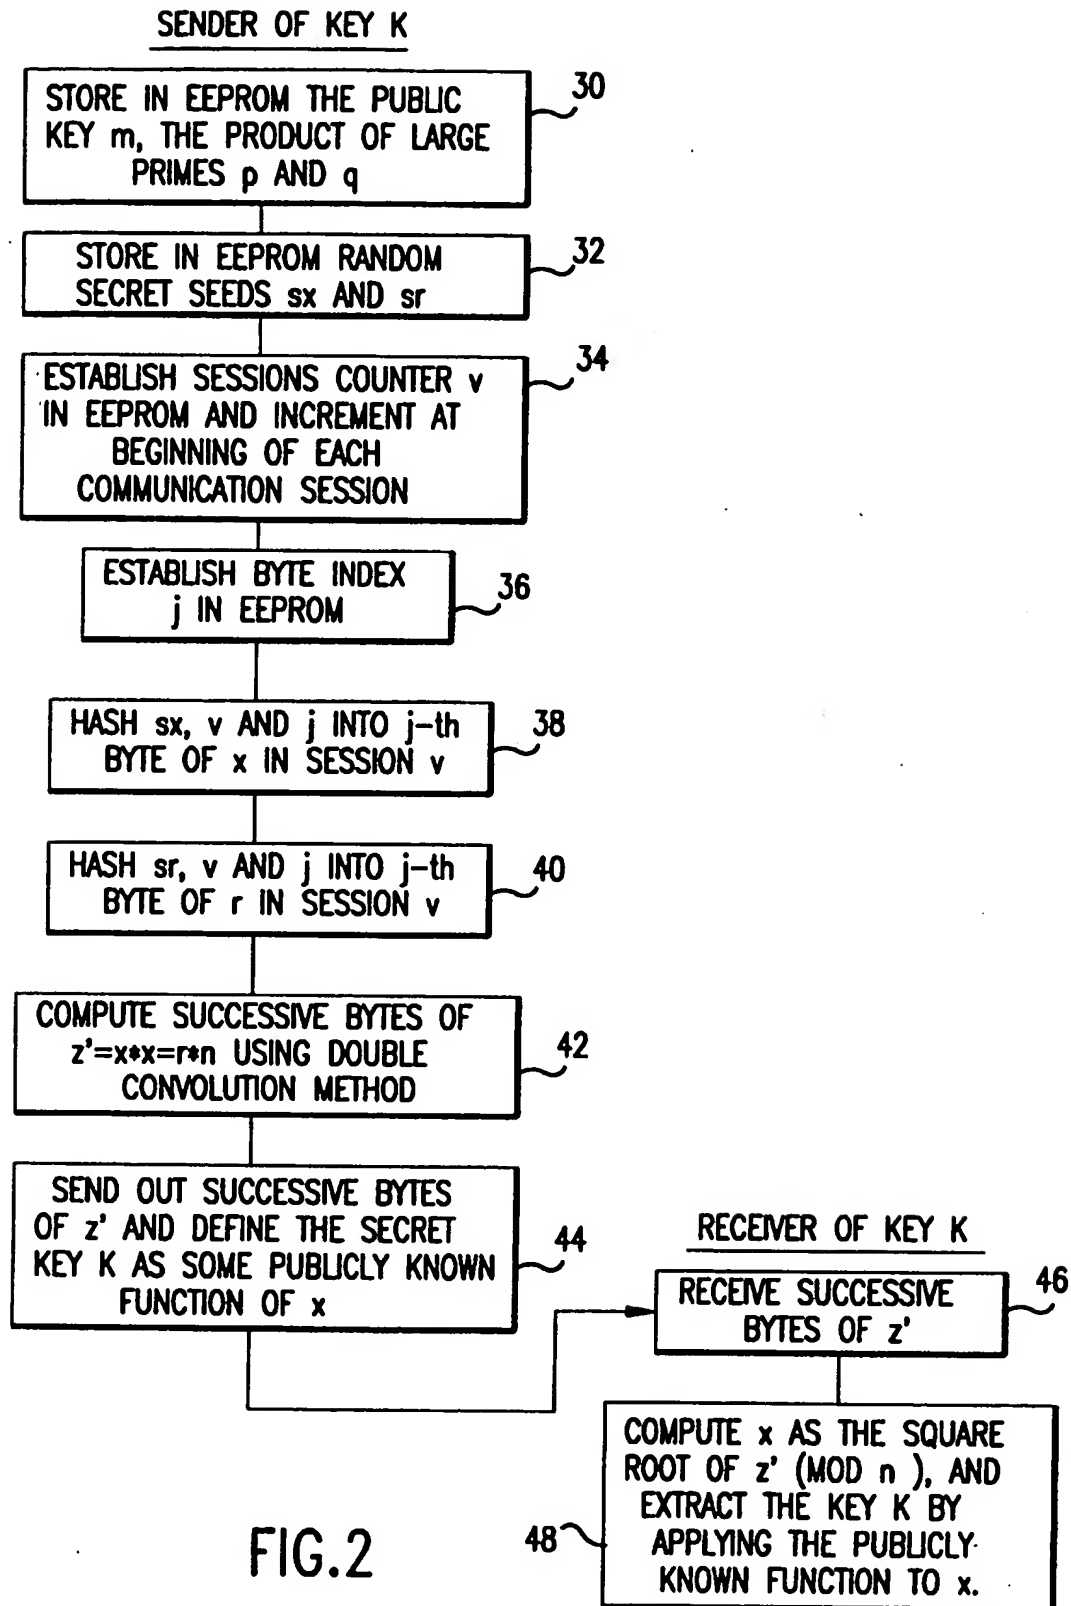 SENDER OF KEY K
STORE IN EEPROM THE PUBLIC
KEY m, THE PRODUCT OF LARGE
PRIMES p AND q
30
STORE IN EEPROM RANDOM
SECRET SEEDS sx AND sr
32
ESTABLISH SESSIONS COUNTER v
IN EEPROM AND INCREMENT AT
BEGINNING OF EACH
COMMUNICATION SESSION
34
ESTABLISH BYTE INDEX
j IN EEPROM
36
HASH sx, v AND j INTO j-th
BYTE OF x IN SESSION v
38
HASH sr, v AND j INTO j-th
BYTE OF r IN SESSION v
40
COMPUTE SUCCESSIVE BYTES OF
z'=x*x=r*n USING DOUBLE
CONVOLUTION METHOD
42
SEND OUT SUCCESSIVE BYTES
OF z' AND DEFINE THE SECRET
KEY K AS SOME PUBLICLY KNOWN
FUNCTION OF x
44
RECEIVER OF KEY K
RECEIVE SUCCESSIVE
BYTES OF z'
46
COMPUTE x AS THE SQUARE
ROOT OF z' (MOD n ), AND
EXTRACT THE KEY K BY
APPLYING THE PUBLICLY
KNOWN FUNCTION TO x.
48
FIG.2